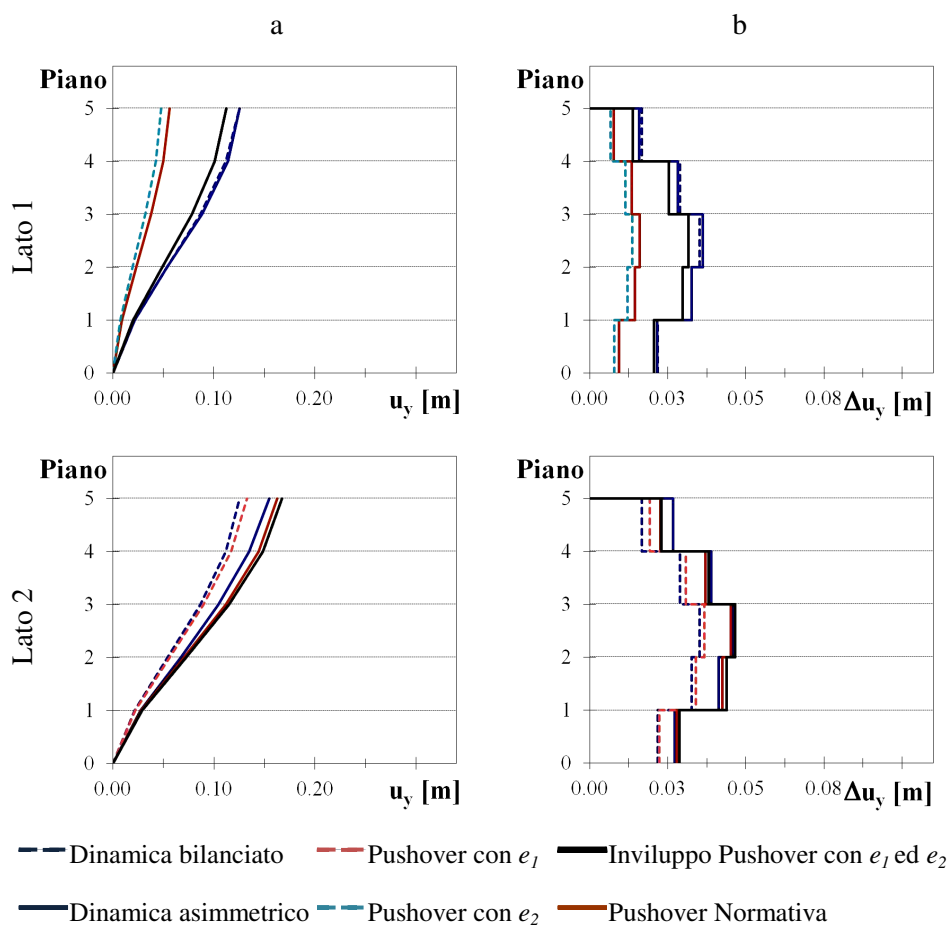 a
b
Piano
5
4
3
2
1
0
0.00
0.10
0.20
u_y [m]
Lato 1
Piano
5
4
3
2
1
0
0.00
0.03
0.05
0.08
Δu_y [m]
Piano
5
4
3
2
1
0
0.00
0.10
0.20
u_y [m]
Lato 2
Piano
5
4
3
2
1
0
0.00
0.03
0.05
0.08
Δu_y [m]
Dinamica bilanciato
Pushover con e_1
Inviluppo Pushover con e_1 ed e_2
Dinamica asimmetrico
Pushover con e_2
Pushover Normativa